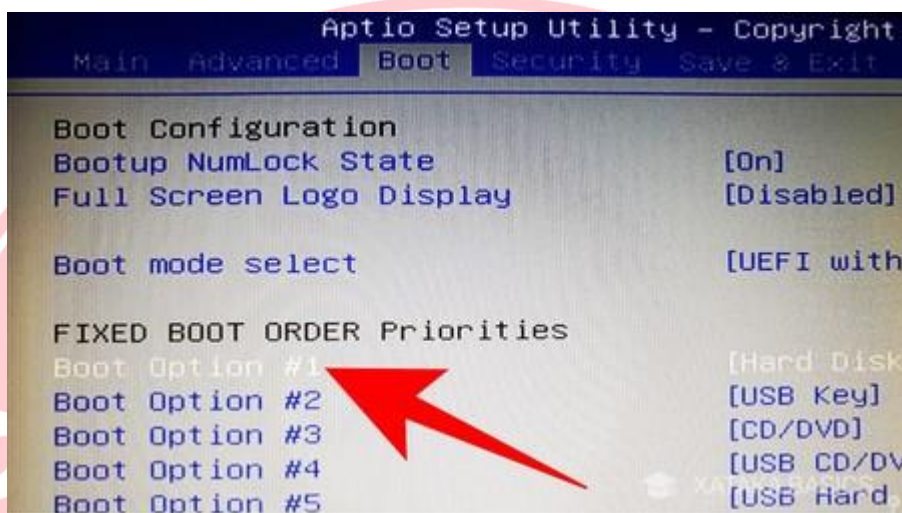 Aptio Setup Utility - Copyright
Main Advanced Boot Security Save & Exit
Boot Configuration
Bootup NumLock State [On]
Full Screen Logo Display [Disabled]
Boot mode select [UEFI with
FIXED BOOT ORDER Priorities
Boot Option #1 [Hard Disk
Boot Option #2 [USB Key]
Boot Option #3 [CD/DVD]
Boot Option #4 [USB CD/DV
Boot Option #5 [USB Hard
XATAKA BASICS